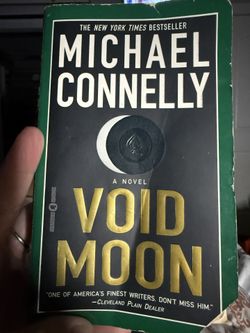 THE NEW YORK TIMES BESTSELLER
MICHAEL
CONNELLY
A NOVEL
VOID
MOON
"ONE OF AMERICA'S FINEST WRITERS. DON'T MISS HIM."
—CLEVELAND PLAIN DEALER